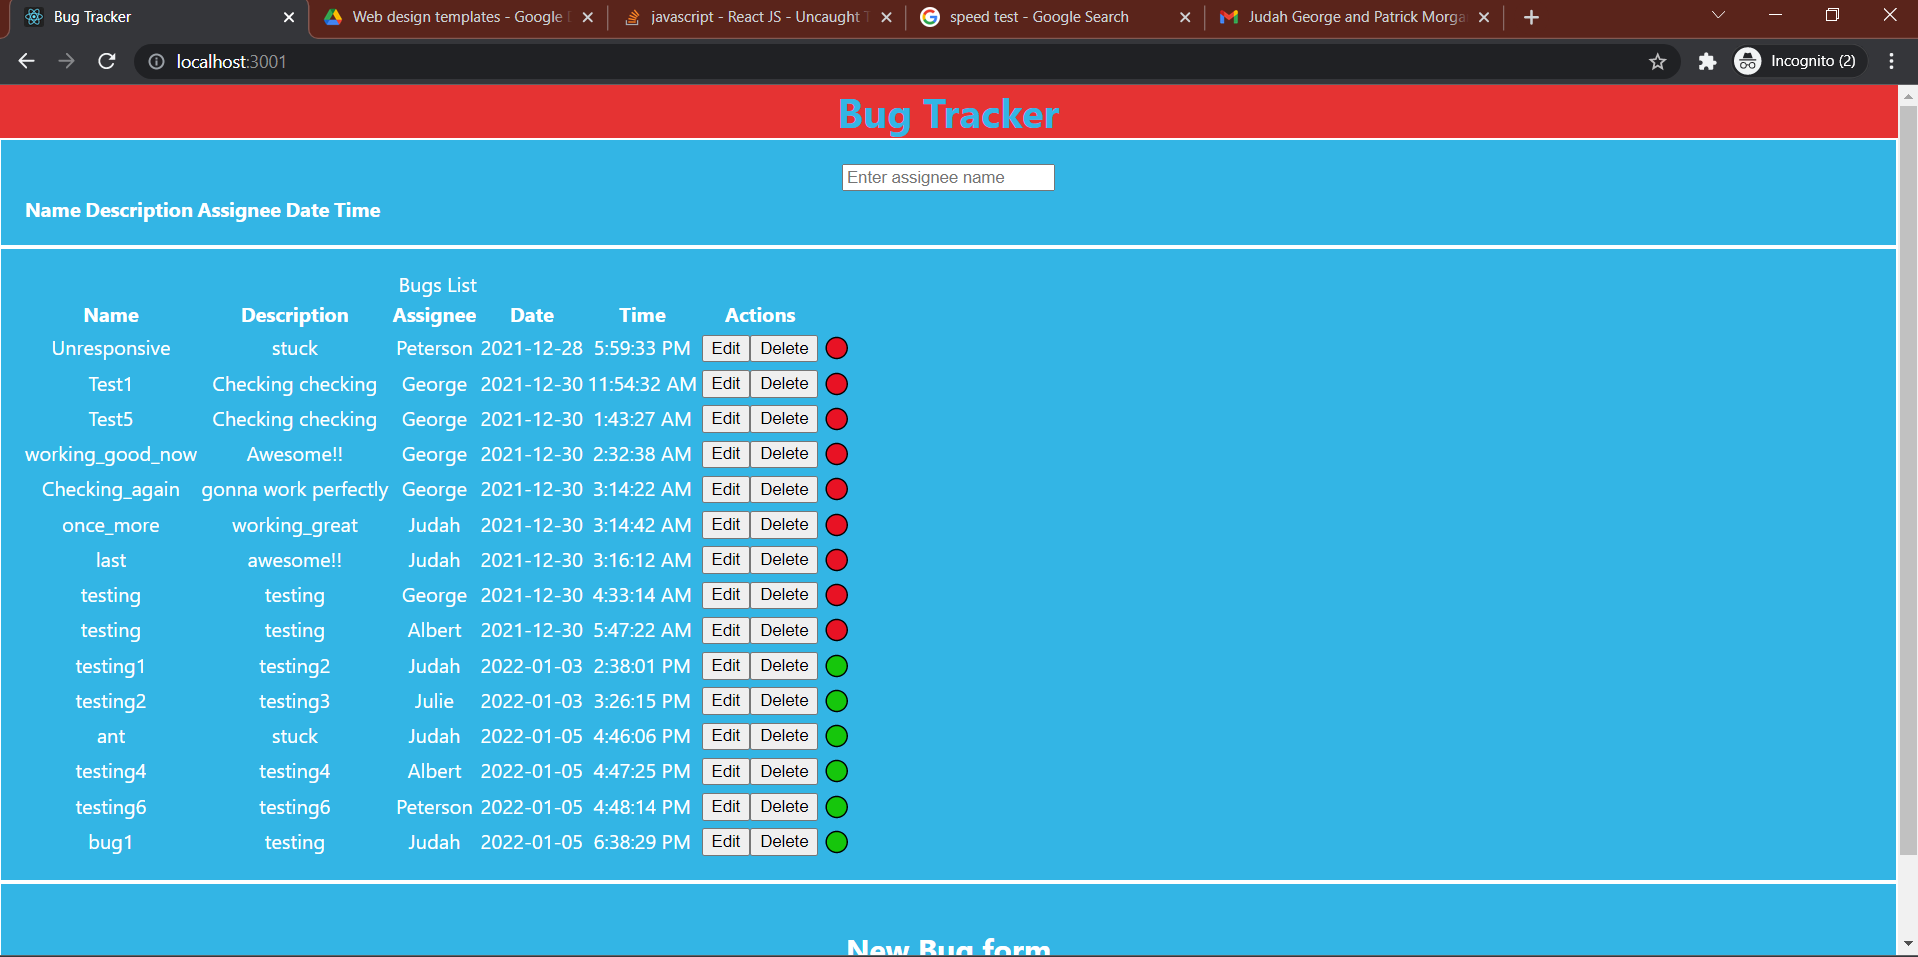 Bug Tracker Web design templates - Google javascript - React JS - Uncaught speed test - Google Search Judah George and Patrick
localhost:3001 Incognito (2)
Bug Tracker
Enter assignee name
Name Description Assignee Date Time
Bugs List
Name Description Assignee Date Time Actions
Unresponsive stuck Peterson 2021-12-28 5:59:33 PM Edit Delete
Test1 Checking checking George 2021-12-30 11:54:32 AM Edit Delete
Test5 Checking checking George 2021-12-30 1:43:27 AM Edit Delete
working_good_now Awesome!! George 2021-12-30 2:32:38 AM Edit Delete
Checking_again gonna work perfectly George 2021-12-30 3:14:22 AM Edit Delete
once_more working_great Judah 2021-12-30 3:14:42 AM Edit Delete
last awesome!! Judah 2021-12-30 3:16:12 AM Edit Delete
testing testing George 2021-12-30 4:33:14 AM Edit Delete
testing testing Albert 2021-12-30 5:47:22 AM Edit Delete
testing1 testing2 Judah 2022-01-03 2:38:01 PM Edit Delete
testing2 testing3 Julie 2022-01-03 3:26:15 PM Edit Delete
ant stuck Judah 2022-01-05 4:46:06 PM Edit Delete
testing4 testing4 Albert 2022-01-05 4:47:25 PM Edit Delete
testing6 testing6 Peterson 2022-01-05 4:48:14 PM Edit Delete
bug1 testing Judah 2022-01-05 6:38:29 PM Edit Delete
New Bug form